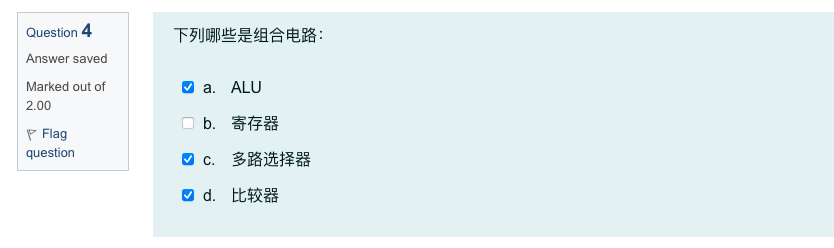 Question 4
Answer saved
Marked out of
2.00
Flag
question
下列哪些是组合电路：
a. ALU
b. 寄存器
c. 多路选择器
d. 比较器